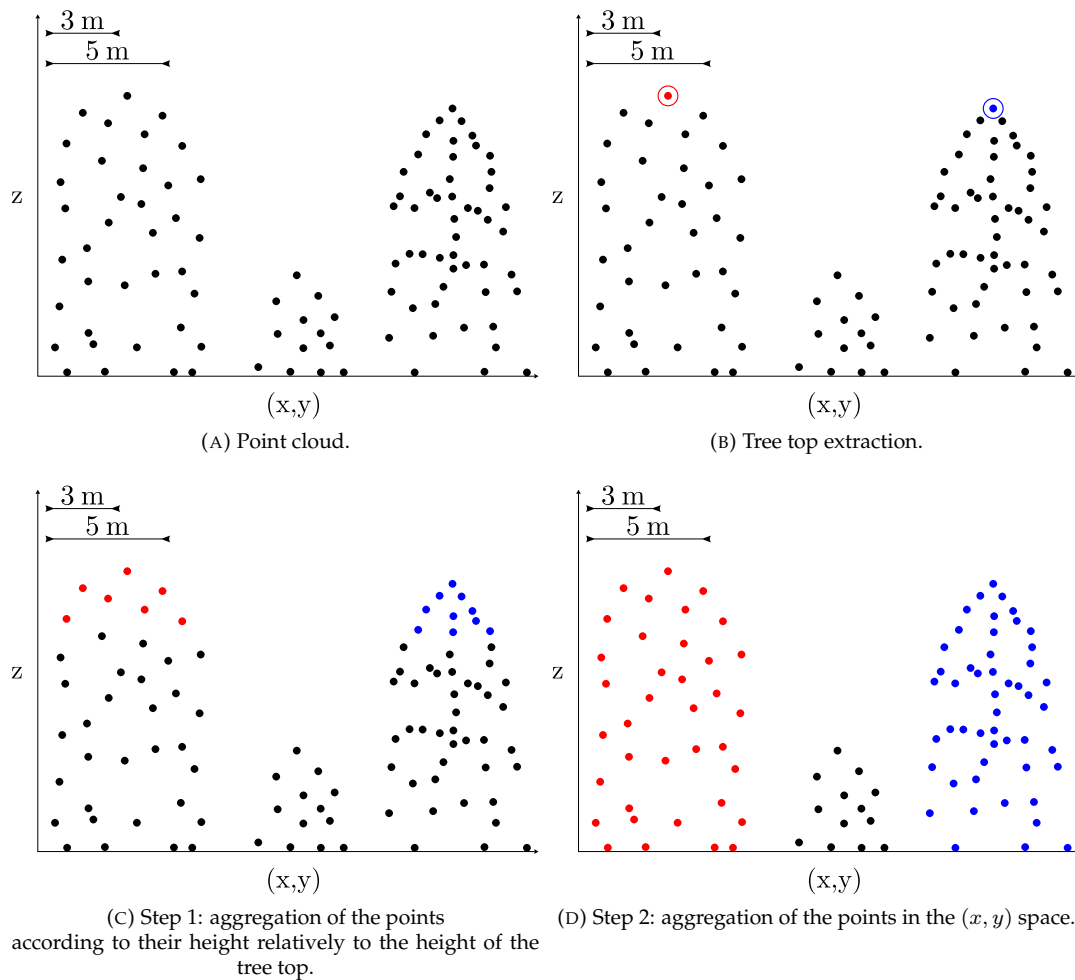 3 m
5 m
z
(x,y)
(A) Point cloud.
3 m
5 m
z
(x,y)
(B) Tree top extraction.
3 m
5 m
z
(x,y)
(C) Step 1: aggregation of the points
according to their height relatively to the height of the
tree top.
3 m
5 m
z
(x,y)
(D) Step 2: aggregation of the points in the (x, y) space.